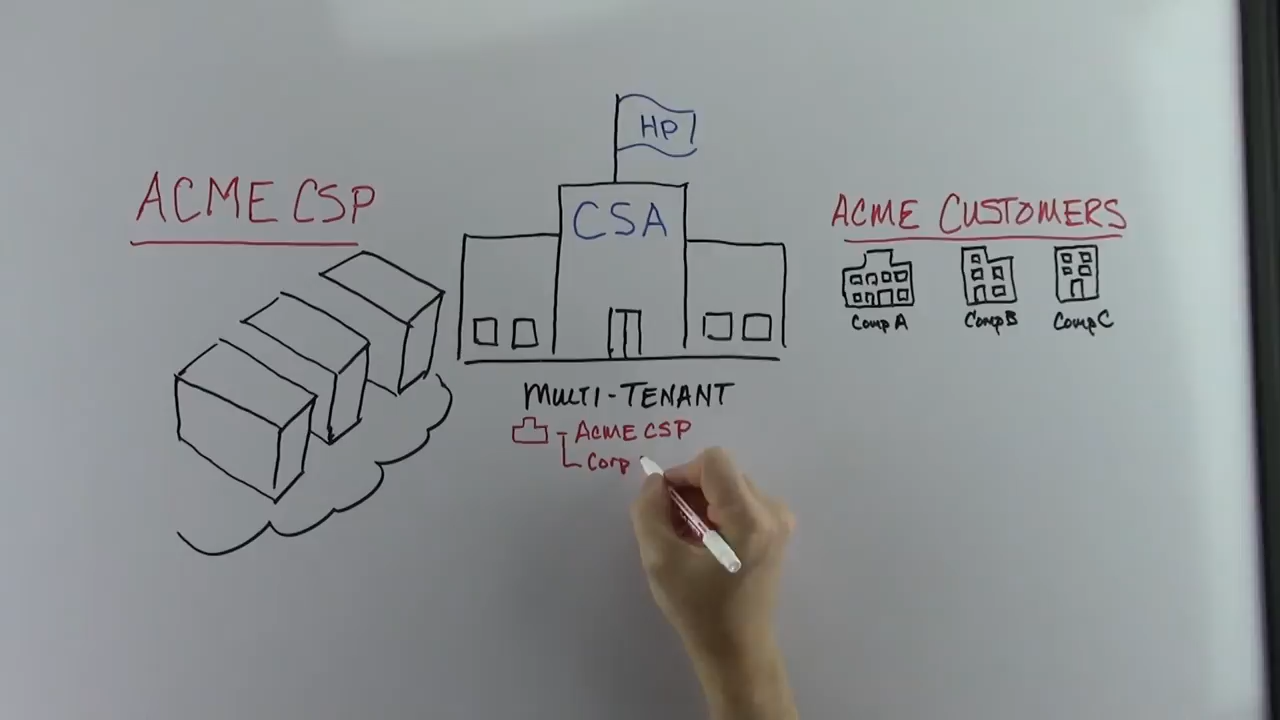 HP
ACME CSP
CSA
ACME CUSTOMERS
Comp A
Comp B
Comp C
MULTI-TENANT
- ACME CSP
Corp